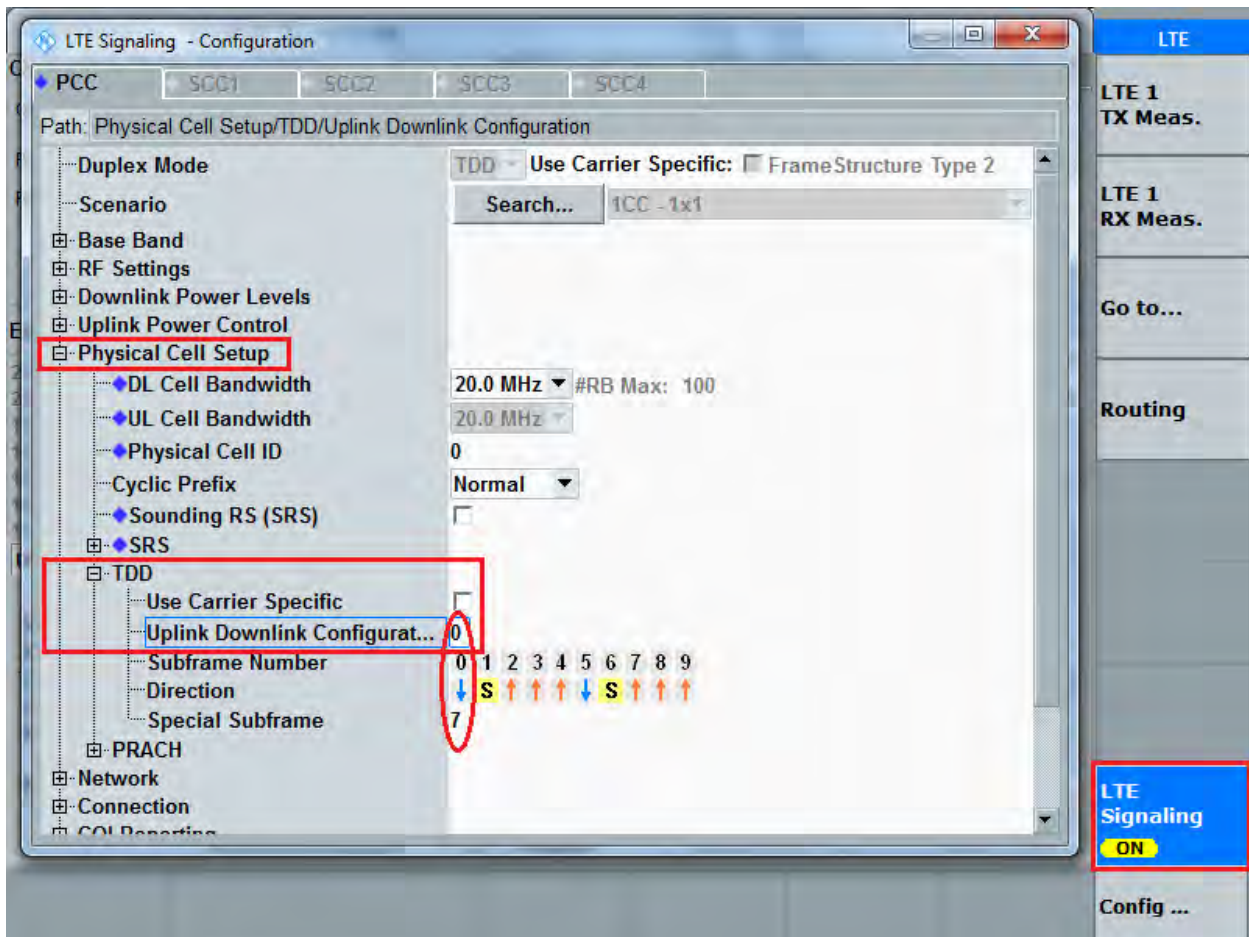 LTE Signaling - Configuration
LTE
PCC SCC1 SCC2 SCC3 SCC4
LTE 1
TX Meas.
Path: Physical Cell Setup/TDD/Uplink Downlink Configuration
Duplex Mode TDD Use Carrier Specific: FrameStructure Type 2
Scenario Search... 1CC - 1x1
LTE 1
RX Meas.
Base Band
RF Settings
Downlink Power Levels
Go to...
Uplink Power Control
Physical Cell Setup
DL Cell Bandwidth 20.0 MHz #RB Max: 100
UL Cell Bandwidth 20.0 MHz
Routing
Physical Cell ID 0
Cyclic Prefix Normal
Sounding RS (SRS)
SRS
TDD
Use Carrier Specific
Uplink Downlink Configurat... 0
Subframe Number 0 1 2 3 4 5 6 7 8 9
Direction ↓ S ↑ ↑ ↑ ↓ S ↑ ↑ ↑
Special Subframe 7
PRACH
Network
Connection
LTE
Signaling
ON
Config ...